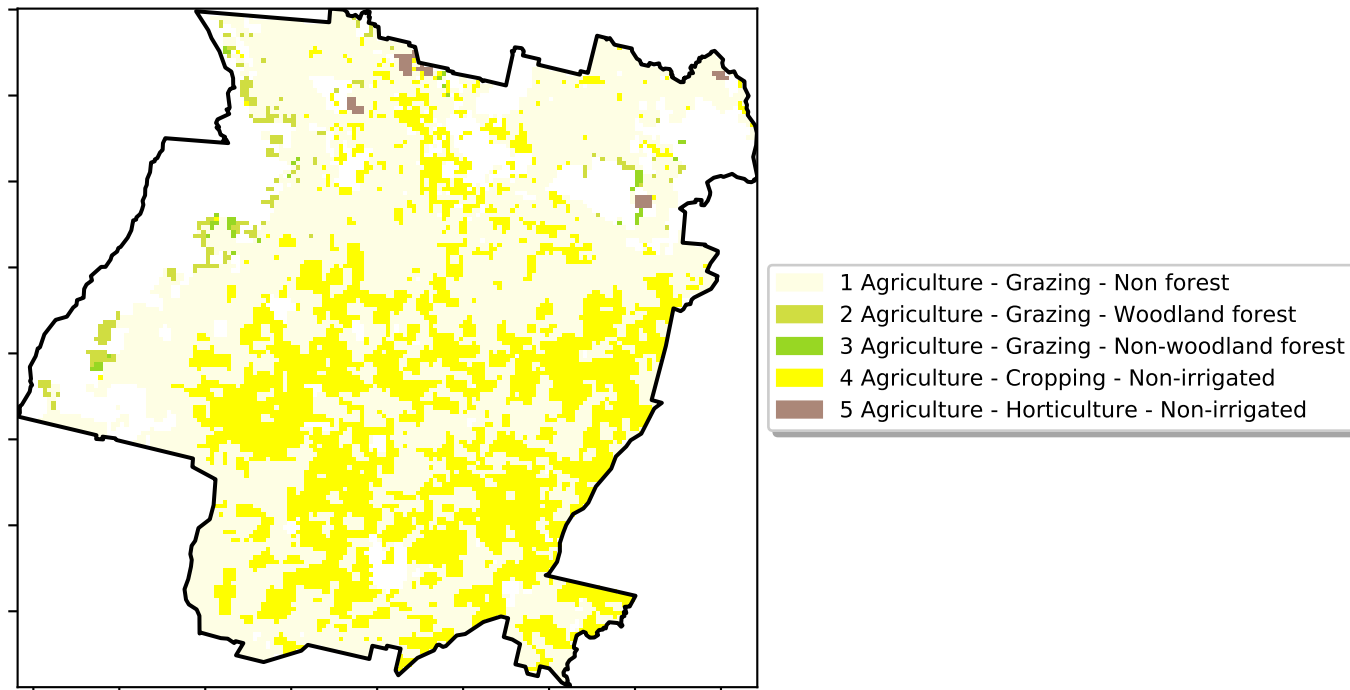 1 Agriculture - Grazing - Non forest
2 Agriculture - Grazing - Woodland forest
3 Agriculture - Grazing - Non-woodland forest
4 Agriculture - Cropping - Non-irrigated
5 Agriculture - Horticulture - Non-irrigated